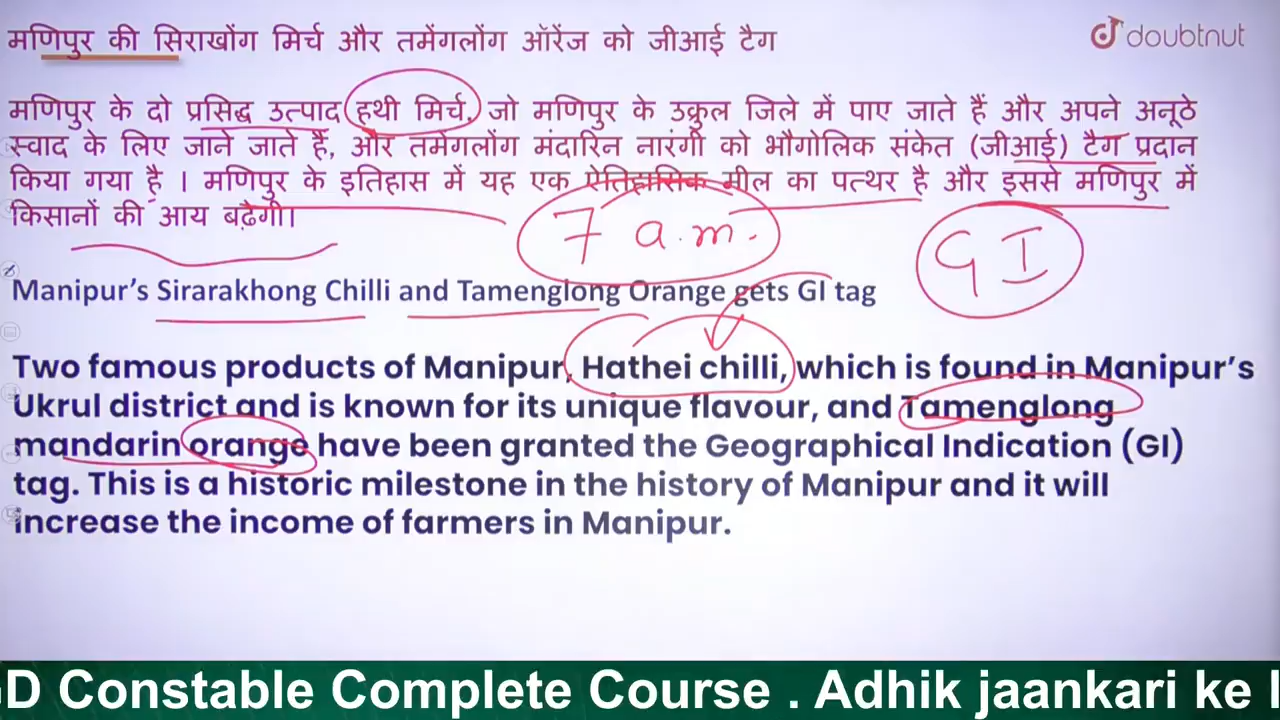 मणिपुर की सिराखोंग मिर्च और तमेंगलोंग ऑरेंज को जीआई टैग
doubtnut
मणिपुर के दो प्रसिद्ध उत्पाद हथी मिर्च, जो मणिपुर के उक्रुल जिले में पाए जाते हैं और अपने अनूठे
स्वाद के लिए जाने जाते हैं, और तमेंगलोंग मंदारिन नारंगी को भौगोलिक संकेत (जीआई) टैग प्रदान
किया गया है । मणिपुर के इतिहास में यह एक ऐतिहासिक मील का पत्थर है और इससे मणिपुर में
किसानों की आय बढ़ेगी।
7 a.m.
GI
Manipur’s Sirarakhong Chilli and Tamenglong Orange gets GI tag
Two famous products of Manipur, Hathei chilli, which is found in Manipur’s
Ukrul district and is known for its unique flavour, and Tamenglong
mandarin orange have been granted the Geographical Indication (GI)
tag. This is a historic milestone in the history of Manipur and it will
increase the income of farmers in Manipur.
GD Constable Complete Course . Adhik jaankari ke